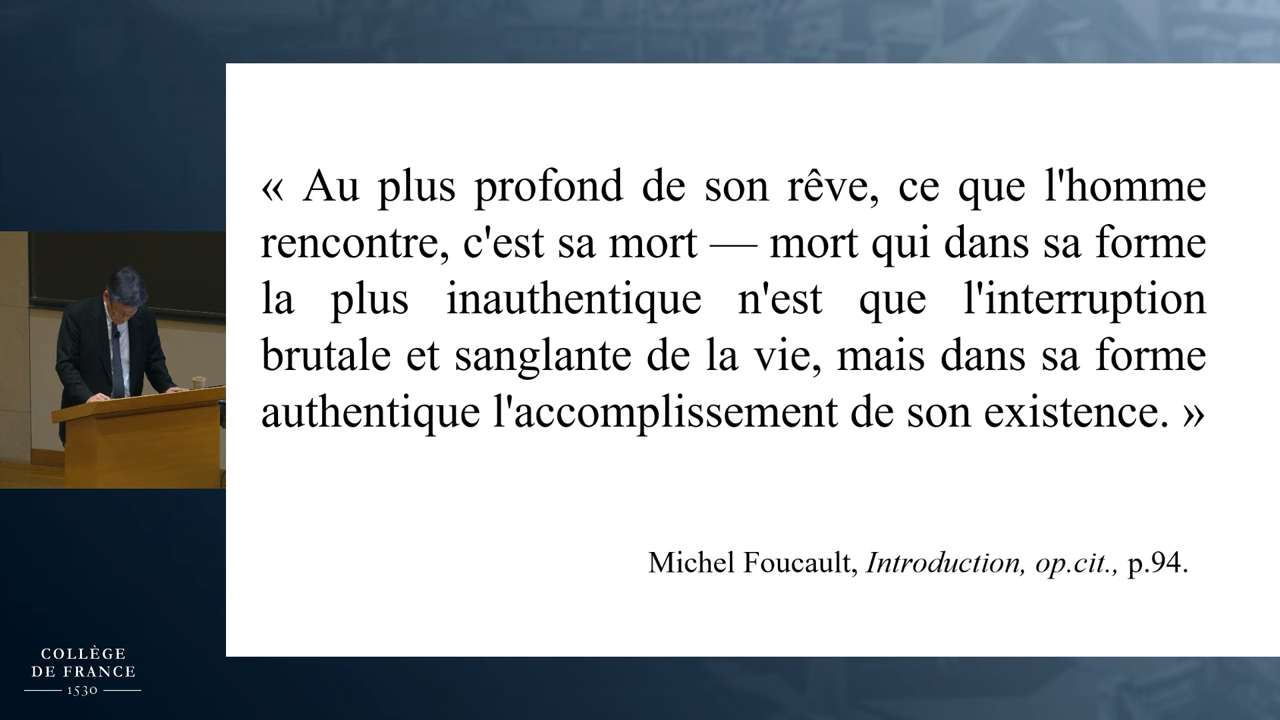 « Au plus profond de son rêve, ce que l'homme
rencontre, c'est sa mort — mort qui dans sa forme
la plus inauthentique n'est que l'interruption
brutale et sanglante de la vie, mais dans sa forme
authentique l'accomplissement de son existence. »
Michel Foucault, Introduction, op.cit., p.94.
COLLÈGE
DE FRANCE
1530